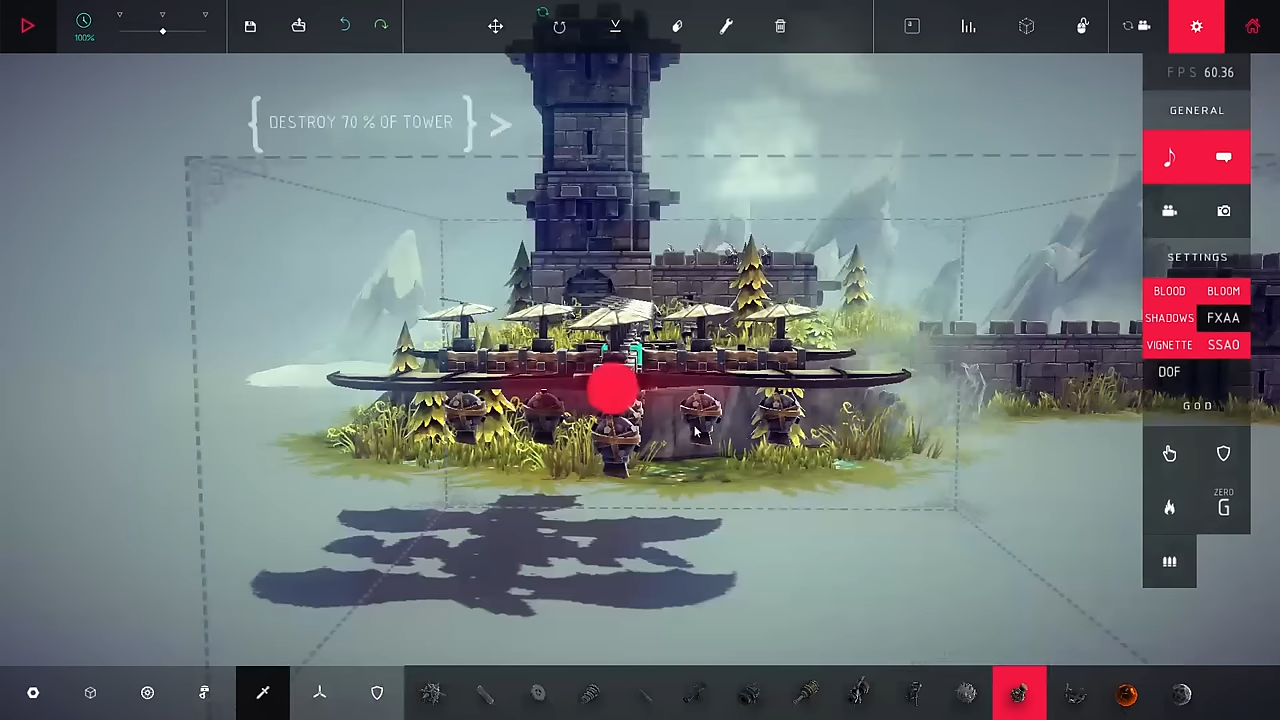 100%
{ DESTROY 70 % OF TOWER } >
FPS 60.36
GENERAL
SETTINGS
BLOOD BLOOM
SHADOWS FXAA
VIGNETTE SSAO
DOF
GOD
ZERO
G